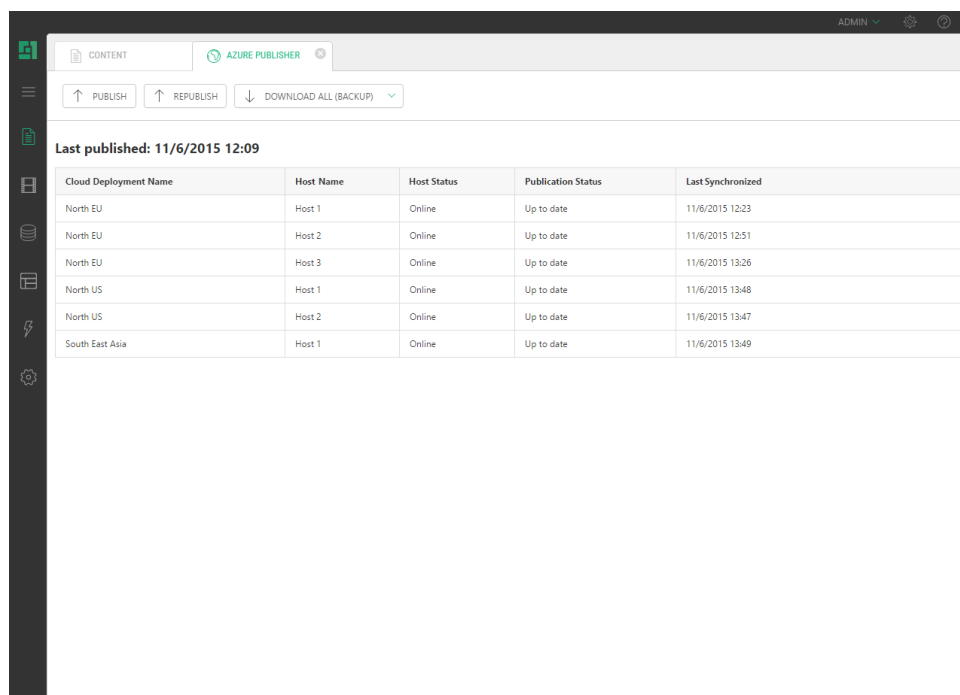 ADMIN
CONTENT AZURE PUBLISHER
PUBLISH REPUBLISH DOWNLOAD ALL (BACKUP)
Last published: 11/6/2015 12:09
Cloud Deployment Name Host Name Host Status Publication Status Last Synchronized
North EU Host 1 Online Up to date 11/6/2015 12:23
North EU Host 2 Online Up to date 11/6/2015 12:51
North EU Host 3 Online Up to date 11/6/2015 13:26
North US Host 1 Online Up to date 11/6/2015 13:48
North US Host 2 Online Up to date 11/6/2015 13:47
South East Asia Host 1 Online Up to date 11/6/2015 13:49